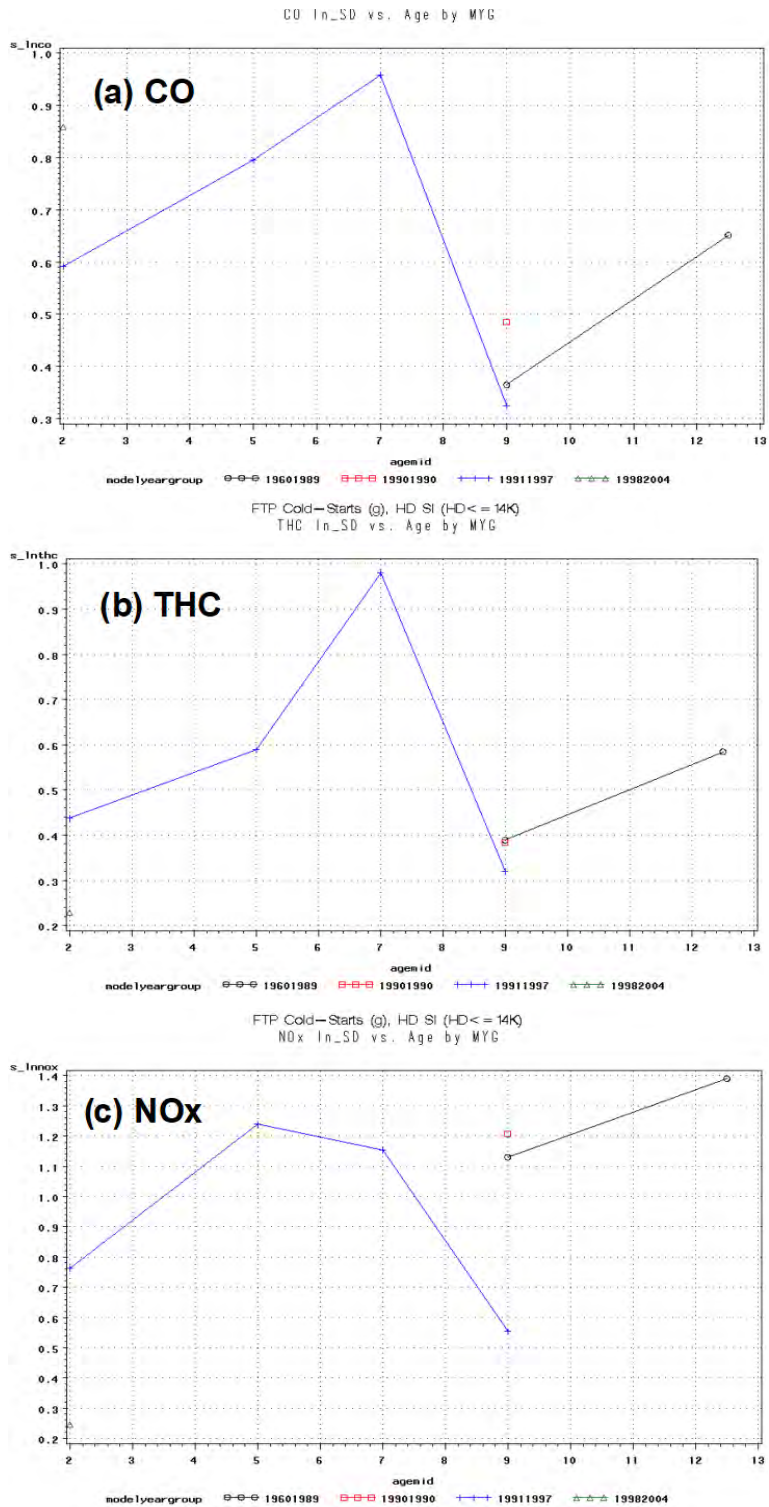 CO ln_SD vs. Age by MYG
s_lnco
1.0
0.9
0.8
0.7
0.6
0.5
0.4
0.3
(a) CO
2 3 4 5 6 7 8 9 10 11 12 13
agemid
modelyeargroup 19601989 19901990 19911997 19982004
FTP Cold-Starts (g), HD SI (HD<=14K)
THC ln_SD vs. Age by MYG
s_lnthc
1.0
0.9
0.8
0.7
0.6
0.5
0.4
0.3
0.2
(b) THC
2 3 4 5 6 7 8 9 10 11 12 13
agemid
modelyeargroup 19601989 19901990 19911997 19982004
FTP Cold-Starts (g), HD SI (HD<=14K)
NOx ln_SD vs. Age by MYG
s_lnnox
1.4
1.3
1.2
1.1
1.0
0.9
0.8
0.7
0.6
0.5
0.4
0.3
0.2
(c) NOx
2 3 4 5 6 7 8 9 10 11 12 13
agemid
modelyeargroup 19601989 19901990 19911997 19982004